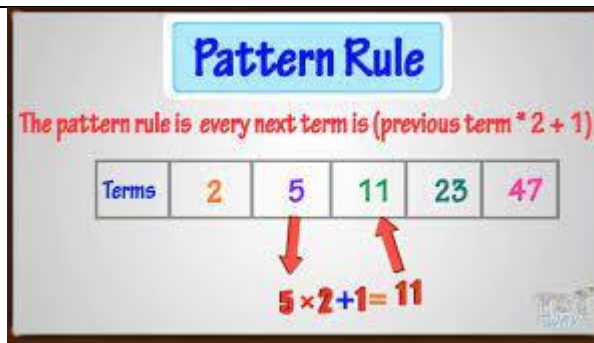 Pattern Rule
The pattern rule is every next term is (previous term * 2 + 1)
Terms 2 5 11 23 47
5 × 2 + 1 = 11